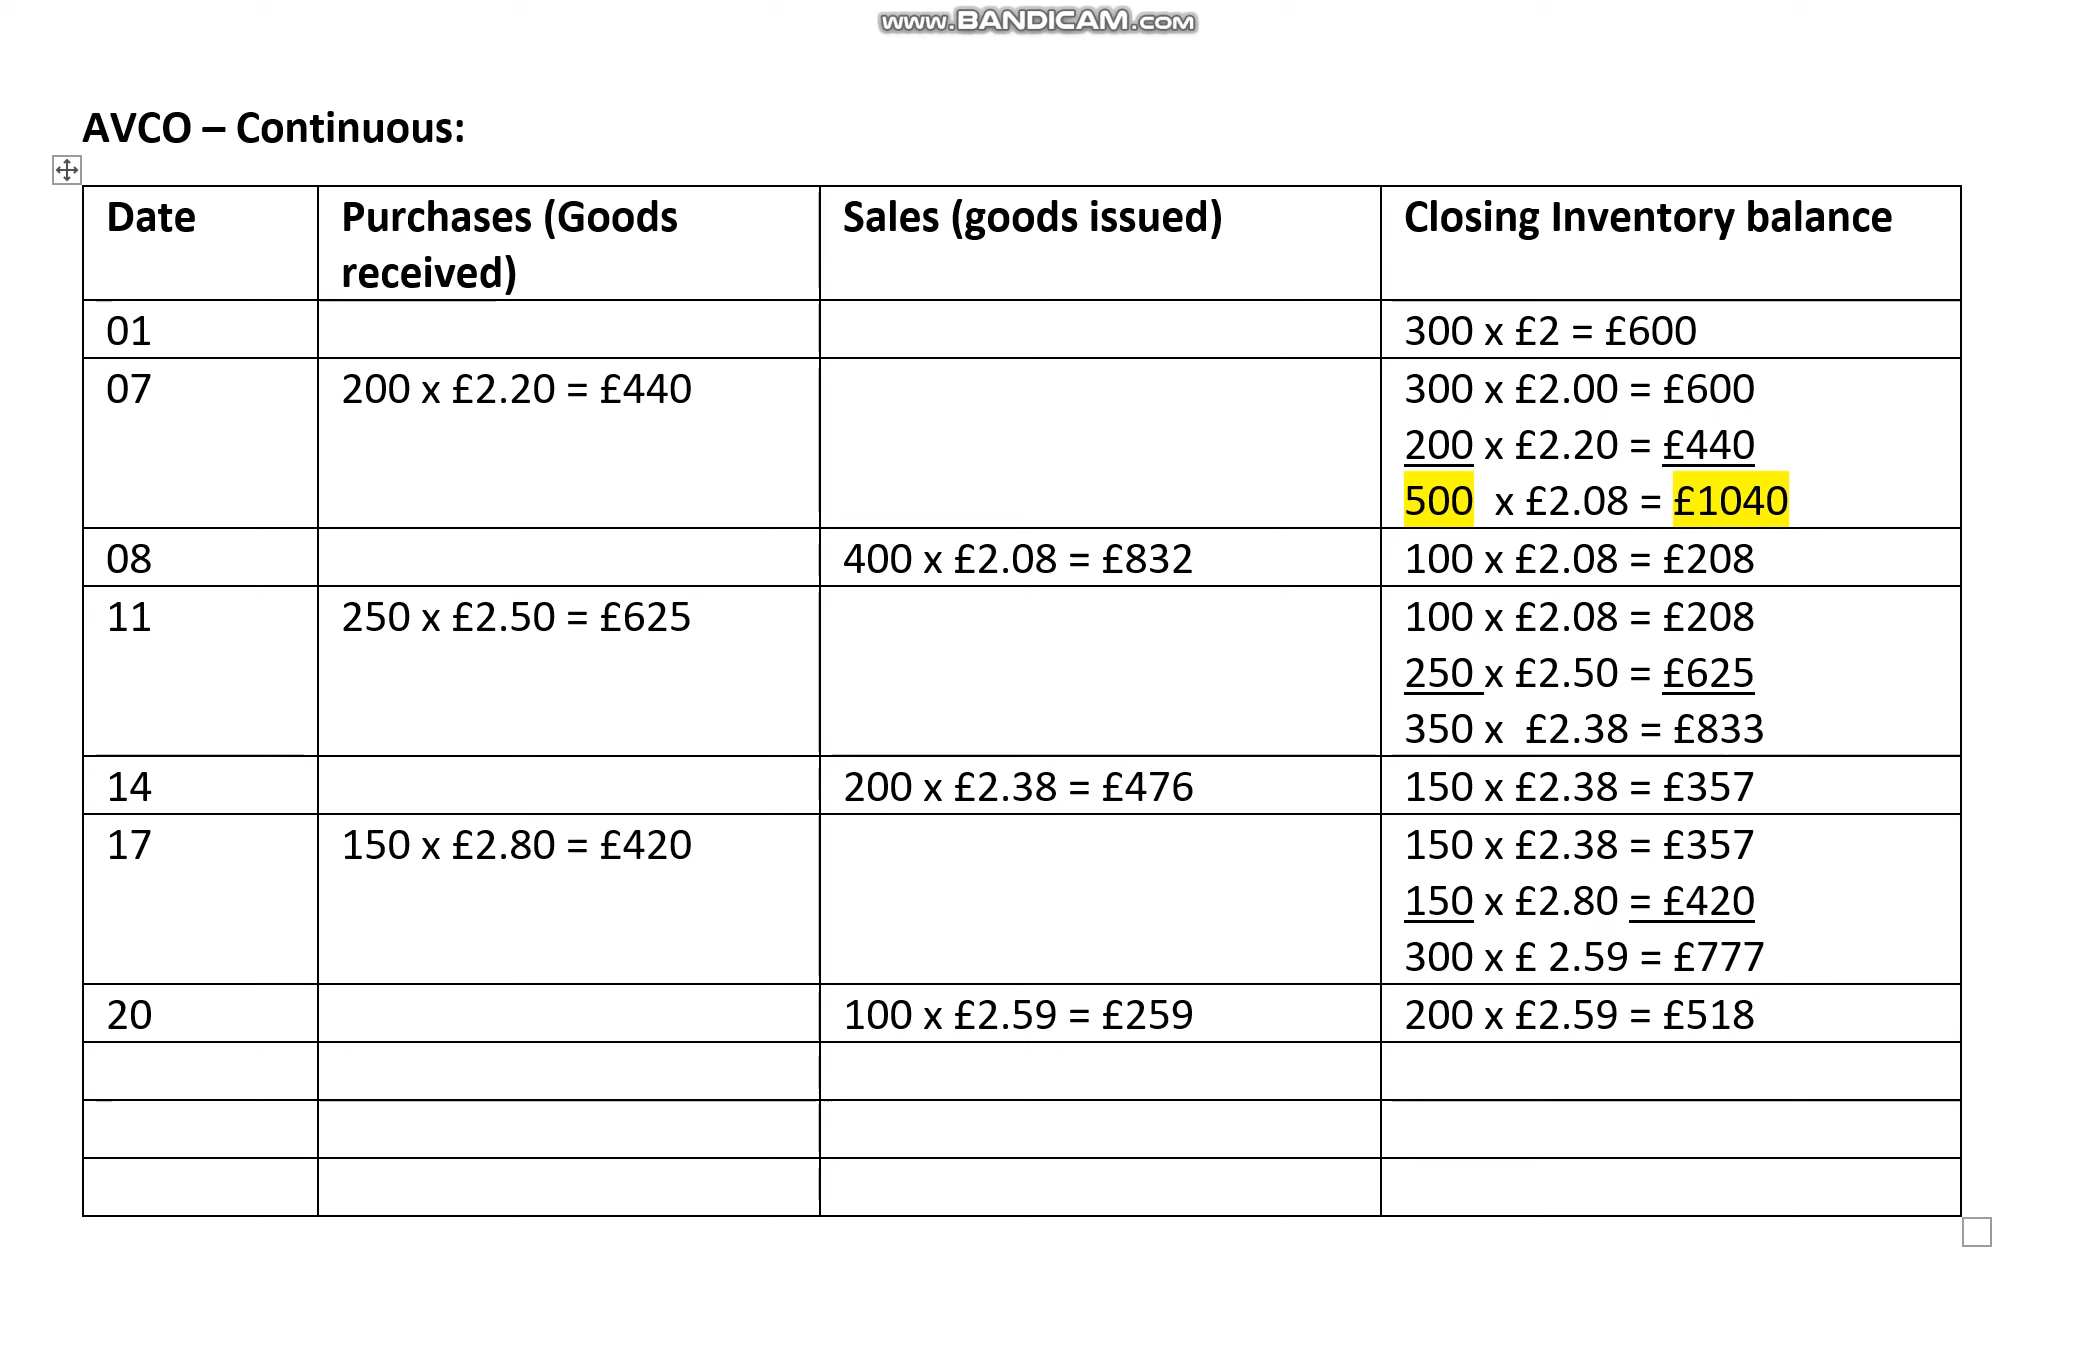 www.BANDICAM.com
AVCO – Continuous:
Date
Purchases (Goods
received)
Sales (goods issued)
Closing Inventory balance
01
300 x £2 = £600
07
200 x £2.20 = £440
300 x £2.00 = £600
200 x £2.20 = £440
500  x £2.08 = £1040
08
400 x £2.08 = £832
100 x £2.08 = £208
11
250 x £2.50 = £625
100 x £2.08 = £208
250 x £2.50 = £625
350 x  £2.38 = £833
14
200 x £2.38 = £476
150 x £2.38 = £357
17
150 x £2.80 = £420
150 x £2.38 = £357
150 x £2.80 = £420
300 x £ 2.59 = £777
20
100 x £2.59 = £259
200 x £2.59 = £518